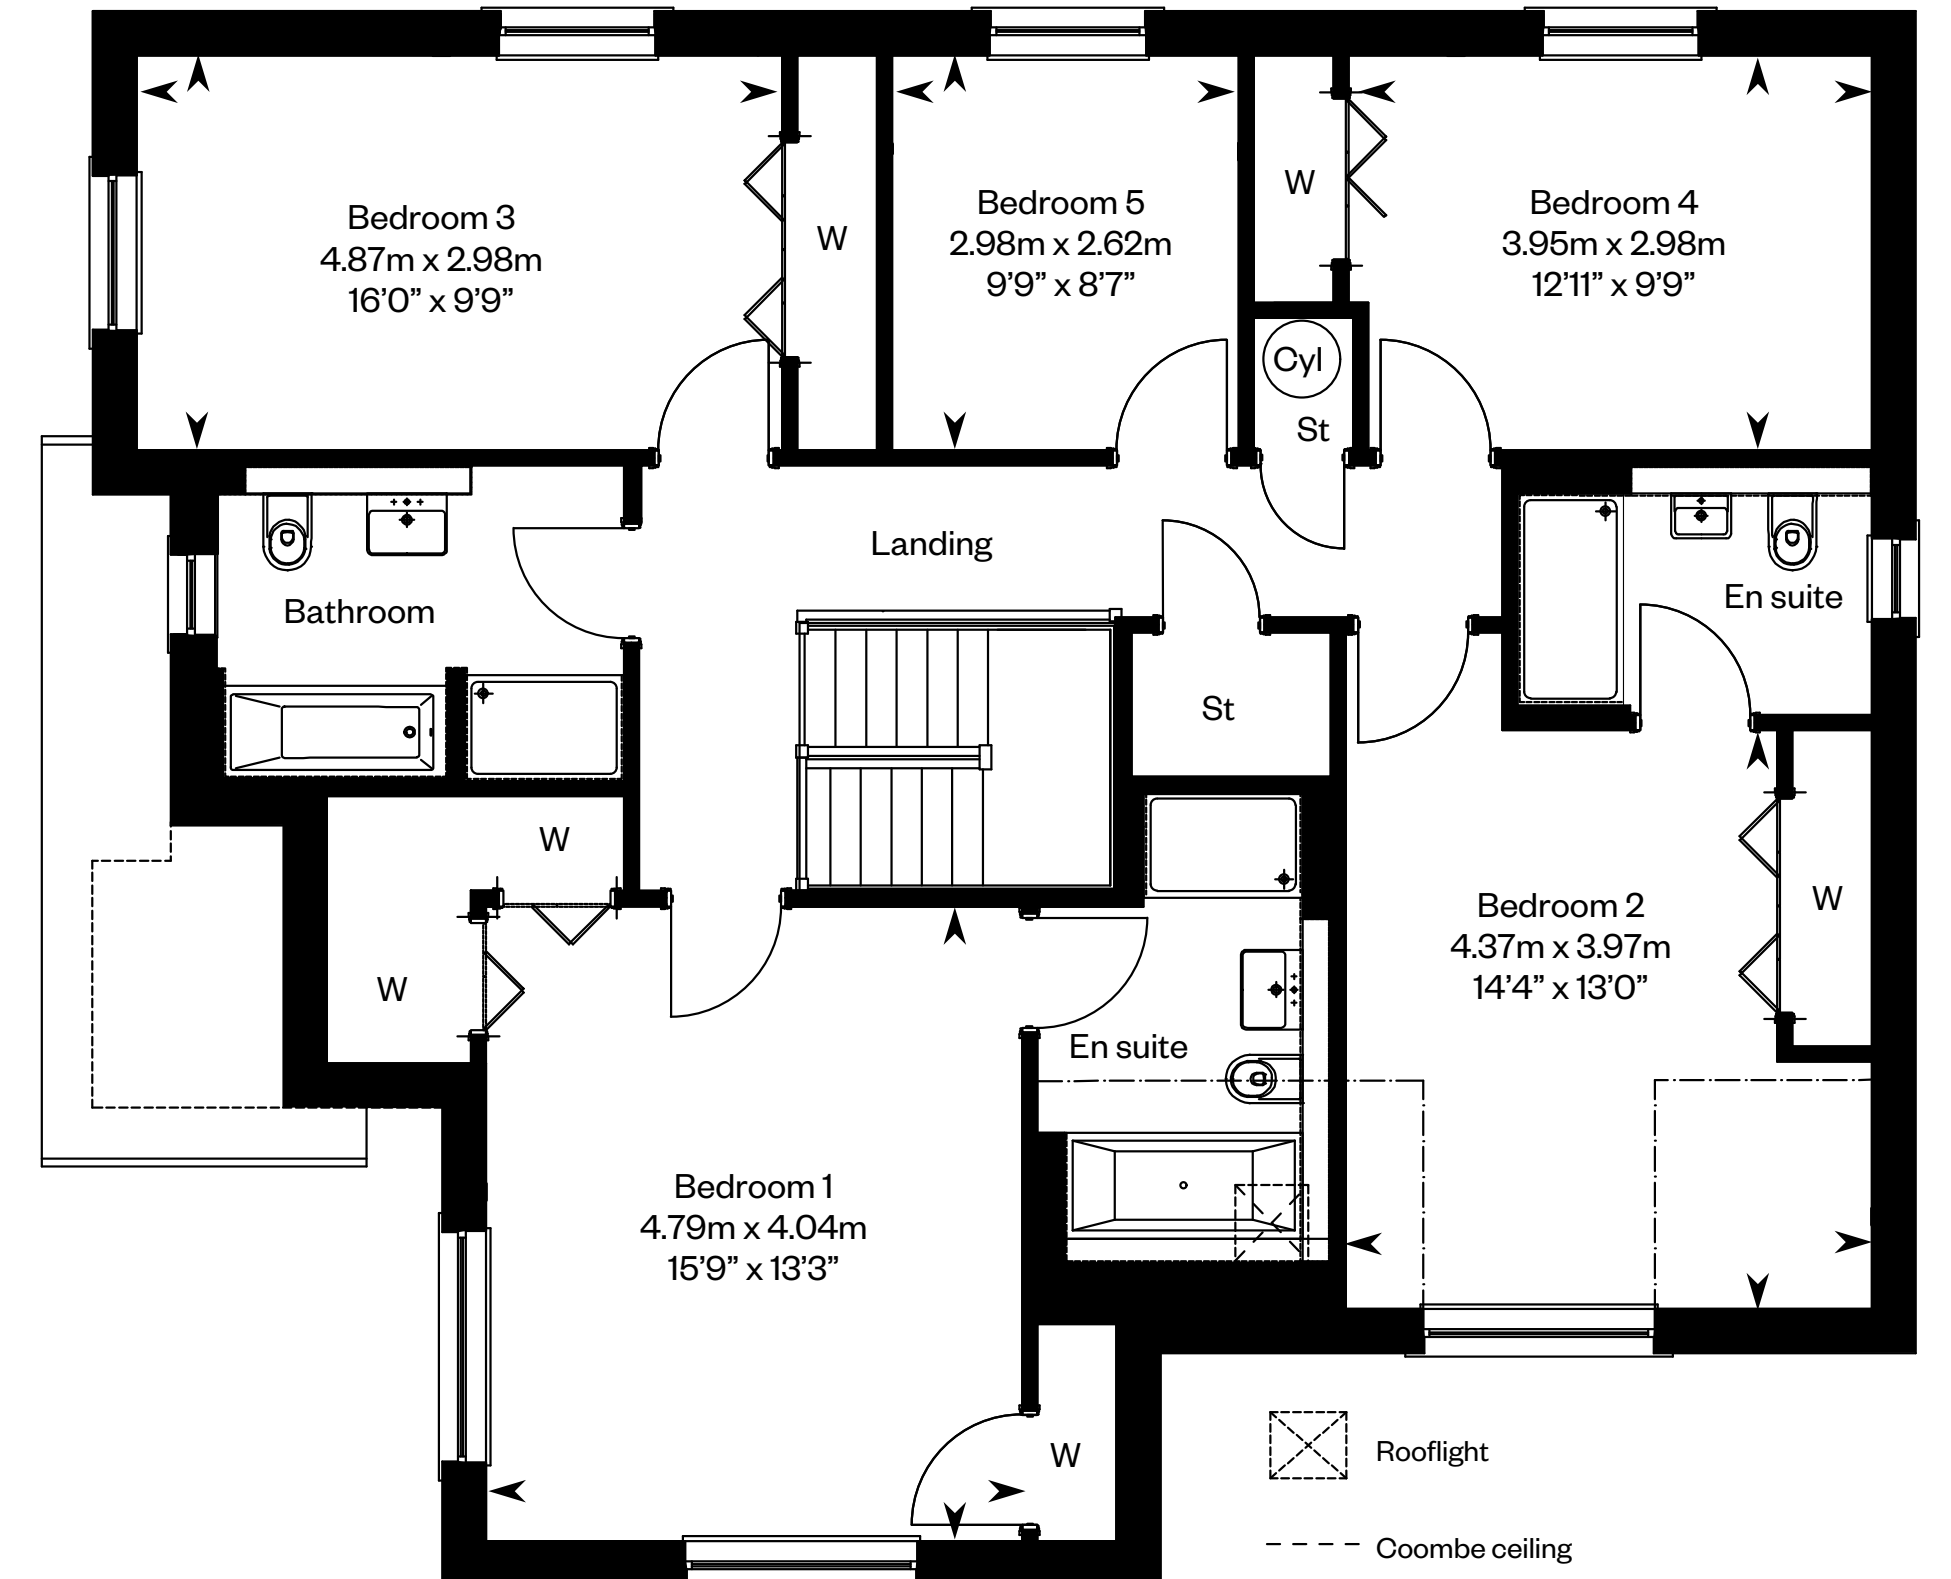 Bedroom 3
4.87m x 2.98m
16’0” x 9’9”
W
Bedroom 5
2.98m x 2.62m
9’9” x 8’7”
W
Bedroom 4
3.95m x 2.98m
12’11” x 9’9”
Cyl
St
Landing
Bathroom
En suite
St
W
W
Bedroom 2
4.37m x 3.97m
14’4” x 13’0”
W
En suite
Bedroom 1
4.79m x 4.04m
15’9” x 13’3”
W
Rooflight
Coombe ceiling